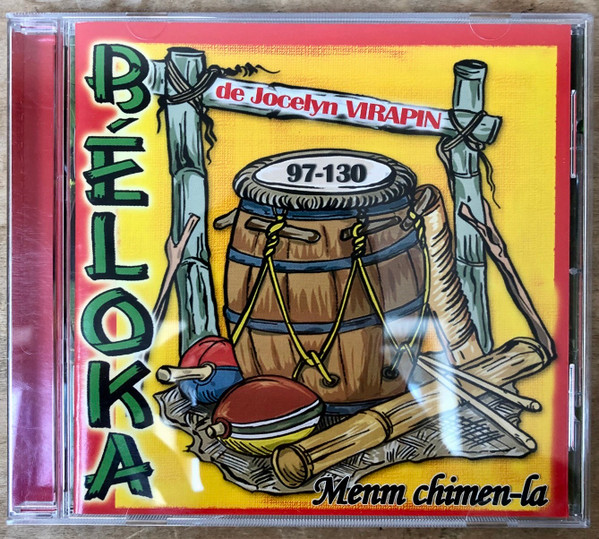 BÉLOKA
de Jocelyn VIRAPIN
97-130
Menm chimen-la